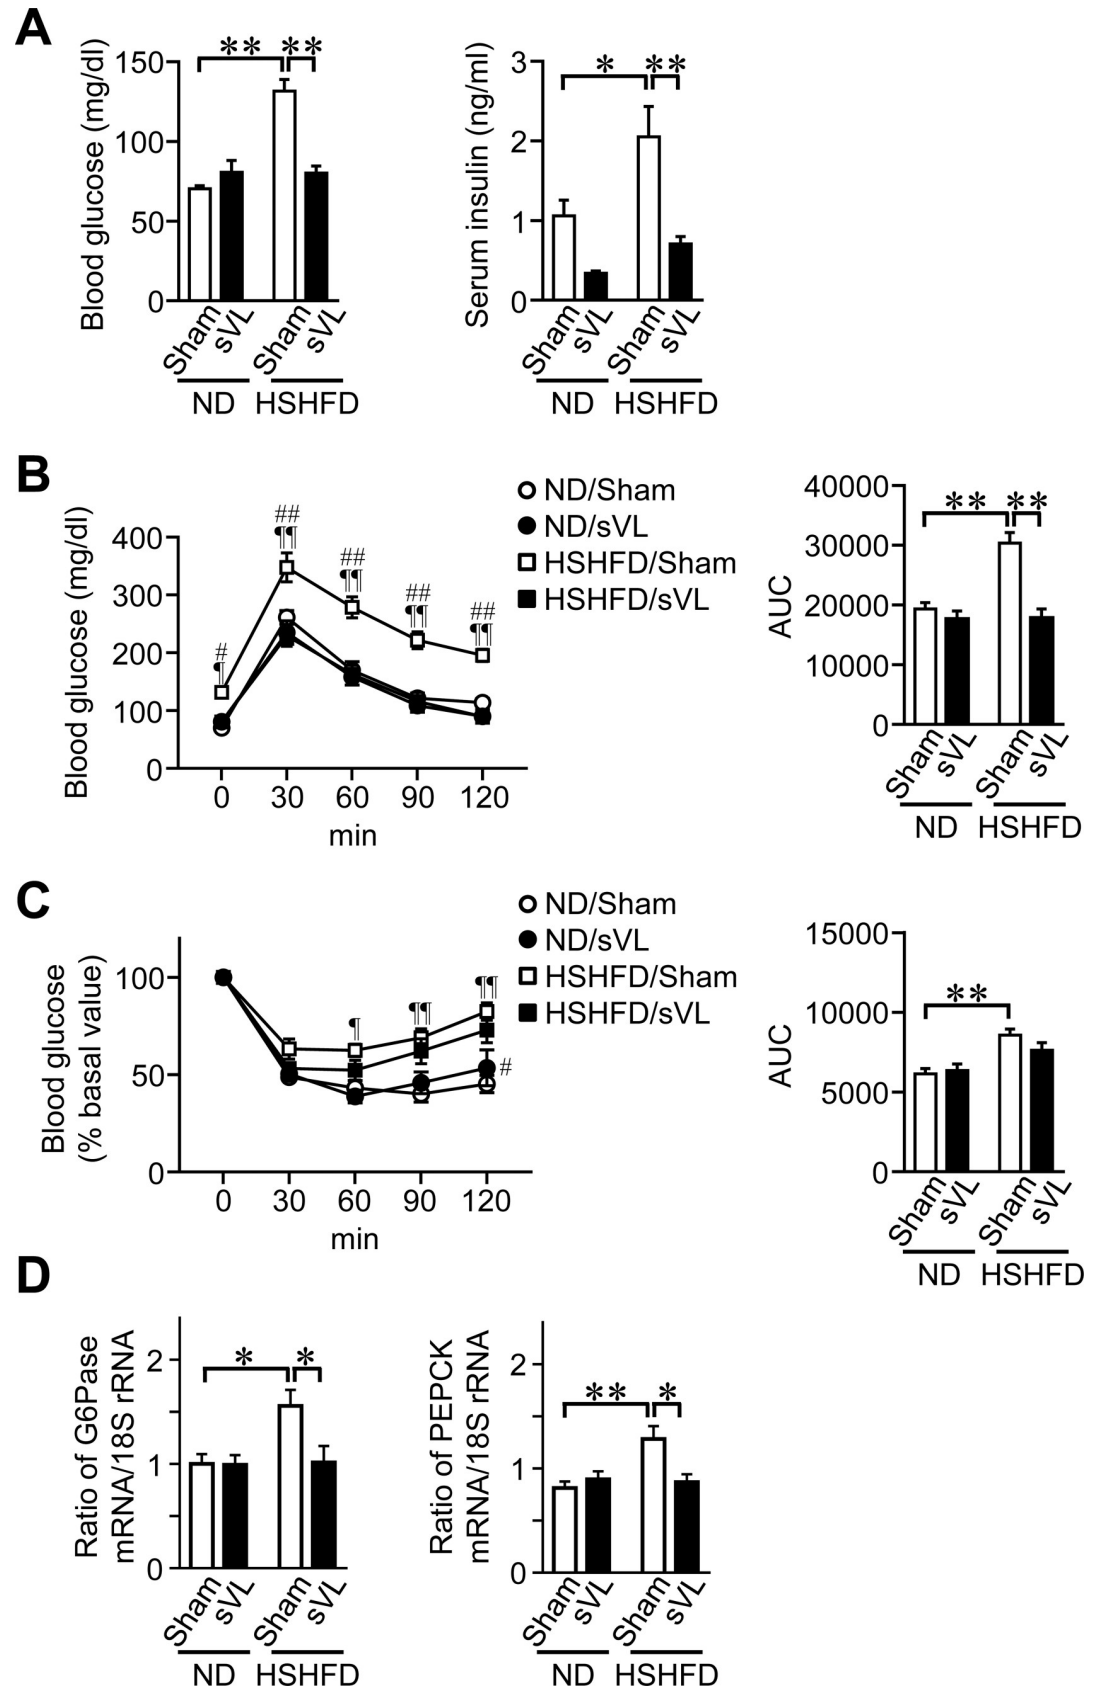 A
Blood glucose (mg/dl)
150
100
50
0
** **
Sham
sVL
Sham
sVL
ND HSHFD
Serum insulin (ng/ml)
3
2
1
0
* **
Sham
sVL
Sham
sVL
ND HSHFD
B
Blood glucose (mg/dl)
400
300
200
100
0
#
¶
##
¶¶
##
¶¶
##
¶¶
##
¶¶
0 30 60 90 120
min
ND/Sham
ND/sVL
HSHFD/Sham
HSHFD/sVL
AUC
40000
30000
20000
10000
0
** **
Sham
sVL
Sham
sVL
ND HSHFD
C
Blood glucose
(% basal value)
100
50
0
¶
¶¶
¶¶
#
0 30 60 90 120
min
ND/Sham
ND/sVL
HSHFD/Sham
HSHFD/sVL
AUC
15000
10000
5000
0
**
Sham
sVL
Sham
sVL
ND HSHFD
D
Ratio of G6Pase
mRNA/18S rRNA
2
1
0
* *
Sham
sVL
Sham
sVL
ND HSHFD
Ratio of PEPCK
mRNA/18S rRNA
2
1
0
** *
Sham
sVL
Sham
sVL
ND HSHFD